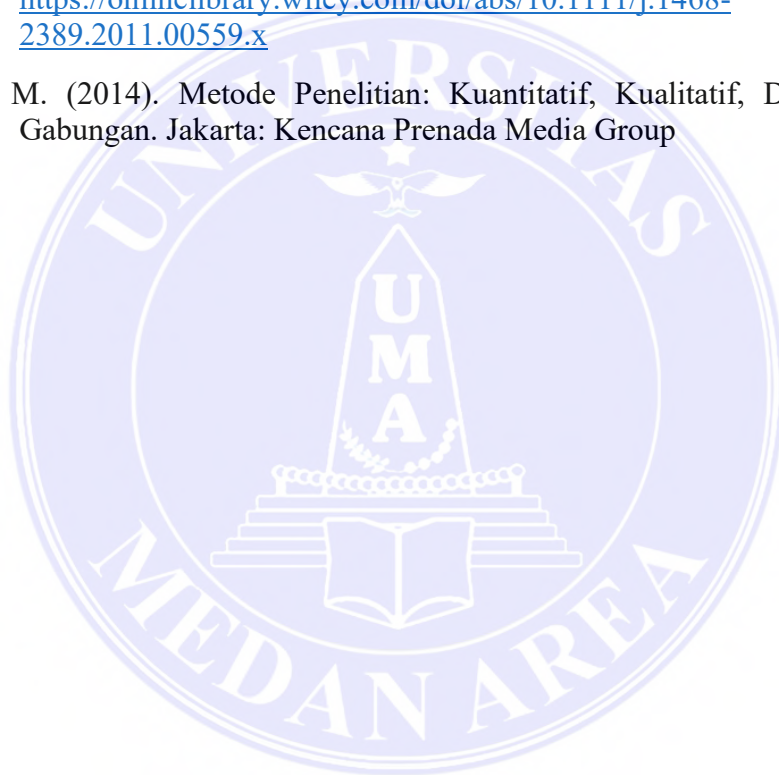 https://onlinelibrary.wiley.com/doi/abs/10.1111/j.1468-
2389.2011.00559.x
M. (2014). Metode Penelitian: Kuantitatif, Kualitatif, D
Gabungan. Jakarta: Kencana Prenada Media Group
UNIVERSITAS
U
M
A
MEDAN AREA